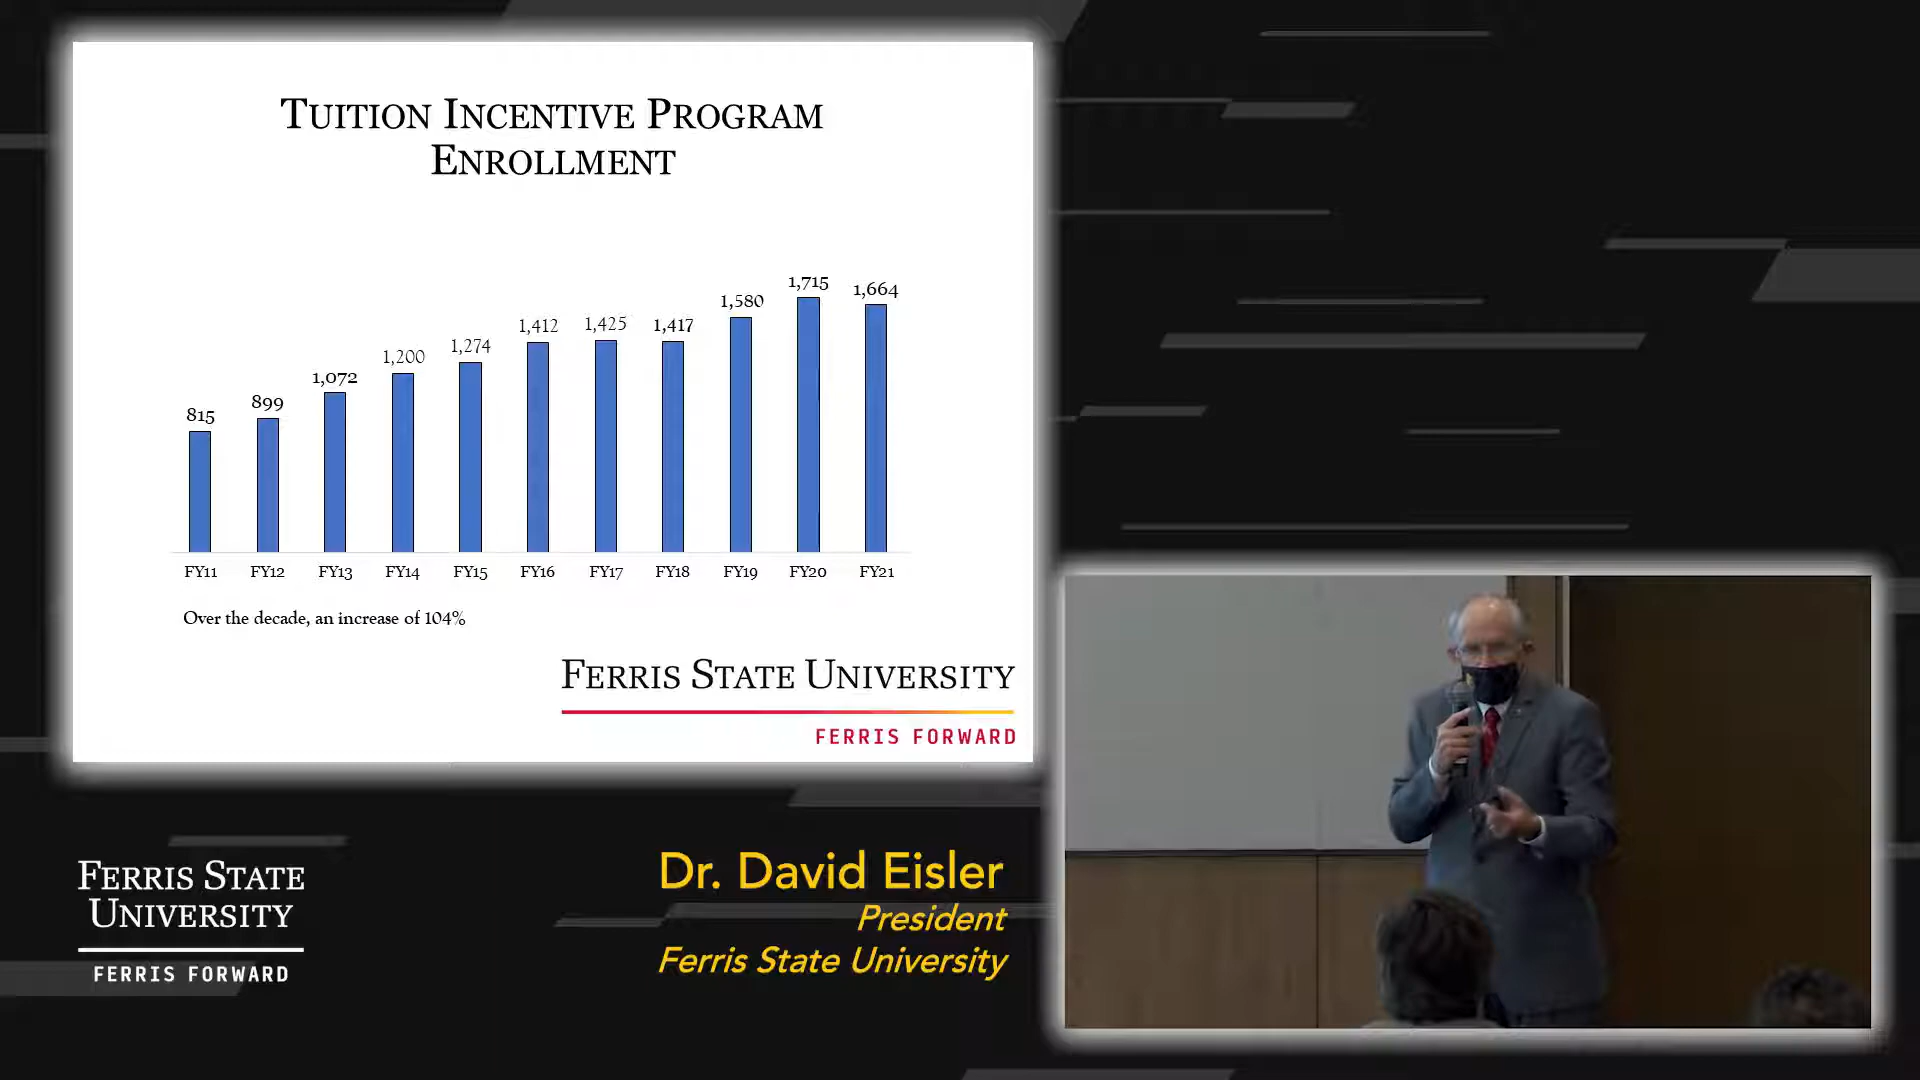 TUITION INCENTIVE PROGRAM
ENROLLMENT
815
899
1,072
1,200
1,274
1,412
1,425
1,417
1,580
1,715
1,664
FY11 FY12 FY13 FY14 FY15 FY16 FY17 FY18 FY19 FY20 FY21
Over the decade, an increase of 104%
FERRIS STATE UNIVERSITY
FERRIS FORWARD
FERRIS STATE
UNIVERSITY
FERRIS FORWARD
Dr. David Eisler
President
Ferris State University